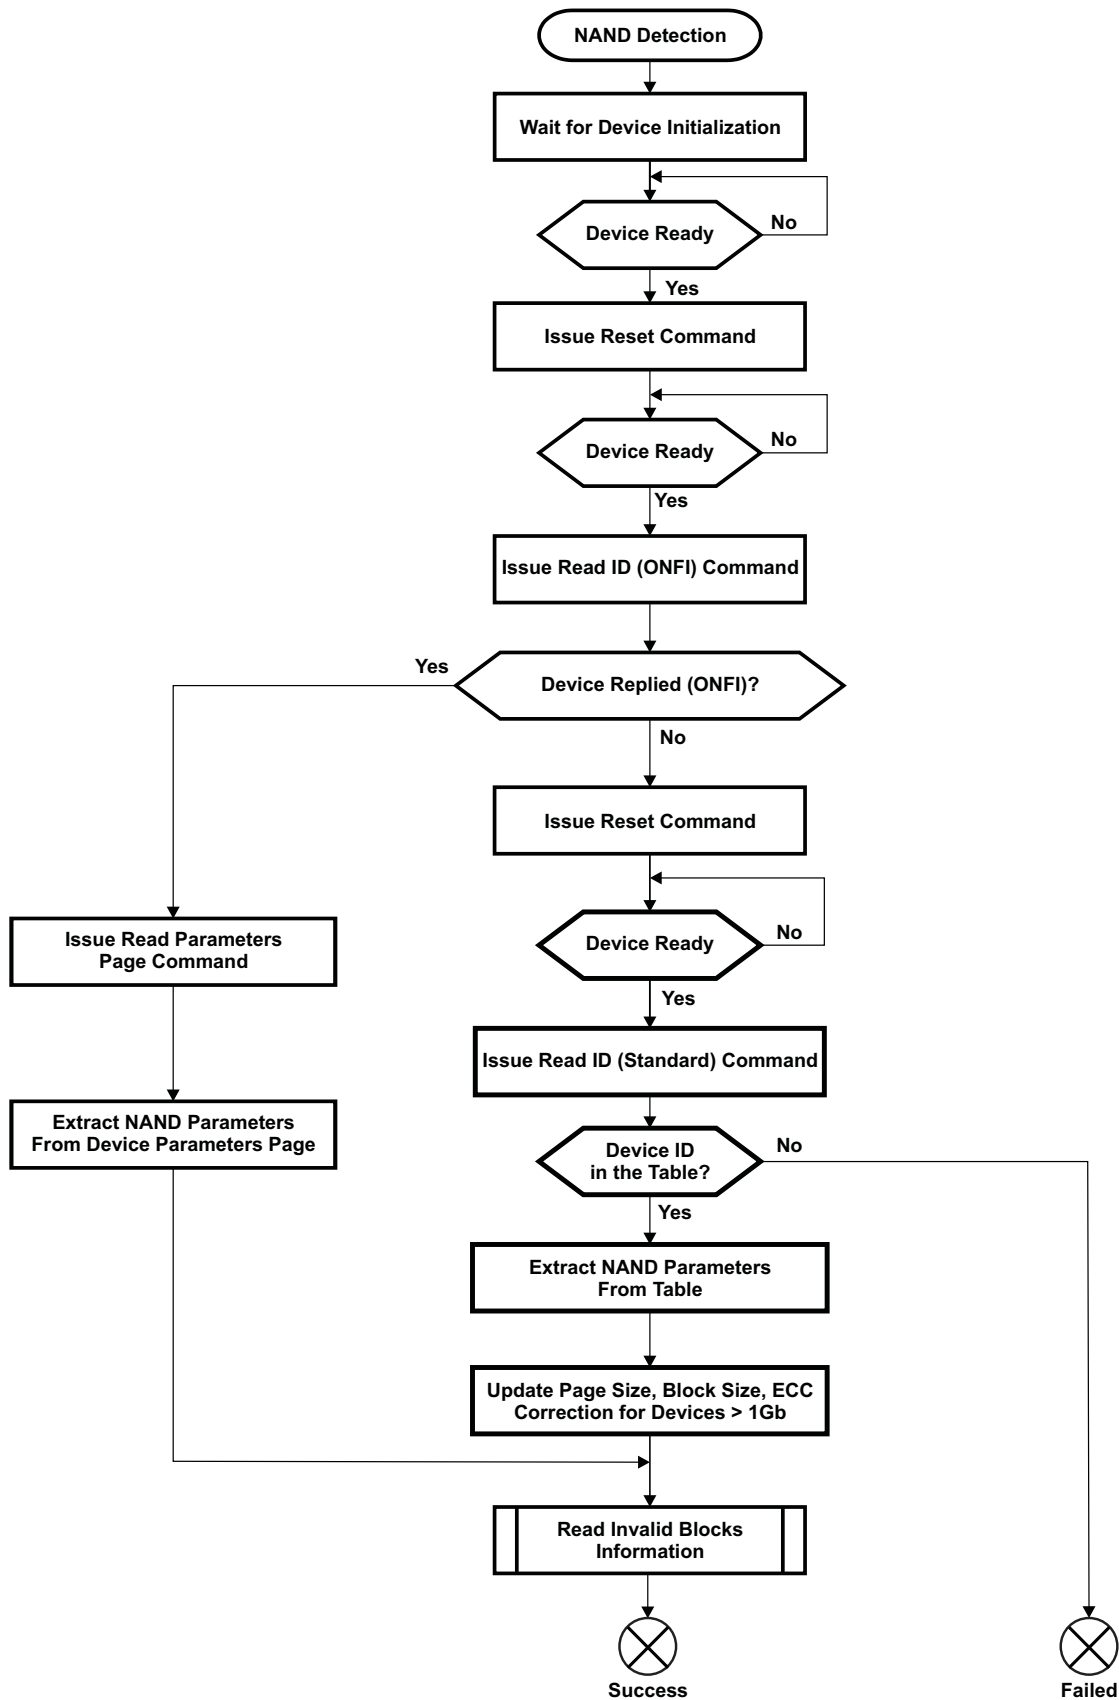 NAND Detection
Wait for Device Initialization
Device Ready
No
Yes
Issue Reset Command
Device Ready
No
Yes
Issue Read ID (ONFI) Command
Yes
Device Replied (ONFI)?
No
Issue Reset Command
Issue Read Parameters
Page Command
Device Ready
No
Yes
Issue Read ID (Standard) Command
Extract NAND Parameters
From Device Parameters Page
Device ID
in the Table?
No
Yes
Extract NAND Parameters
From Table
Update Page Size, Block Size, ECC
Correction for Devices > 1Gb
Read Invalid Blocks
Information
Success
Failed